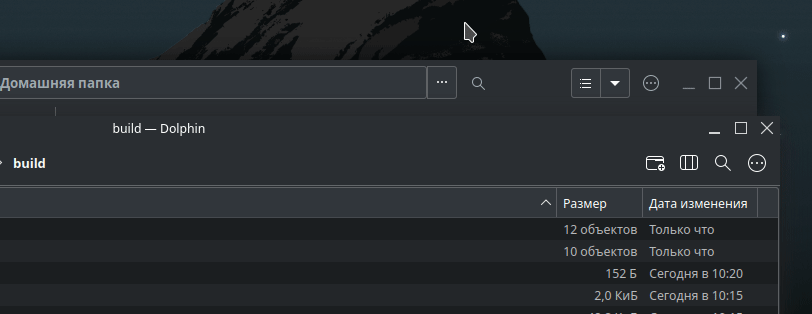 Домашняя папка
build — Dolphin
build
Размер Дата изменения
12 объектов Только что
10 объектов Только что
152 Б Сегодня в 10:20
2,0 КиБ Сегодня в 10:15